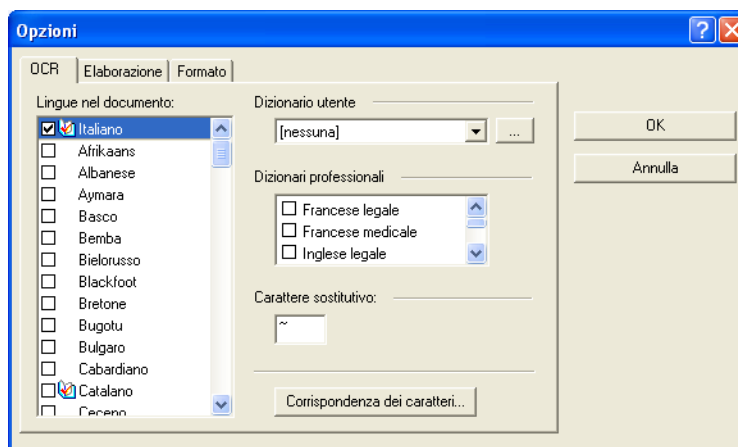 Opzioni
OCR Elaborazione Formato
Lingue nel documento:
Italiano
Afrikaans
Albanese
Aymara
Basco
Bemba
Bielorusso
Blackfoot
Bretone
Bugotu
Bulgaro
Cabardiano
Catalano
Ceceno
Dizionario utente
[nessuna]
...
Dizionari professionali
Francese legale
Francese medicale
Inglese legale
Carattere sostitutivo:
~
Corrispondenza dei caratteri...
OK
Annulla